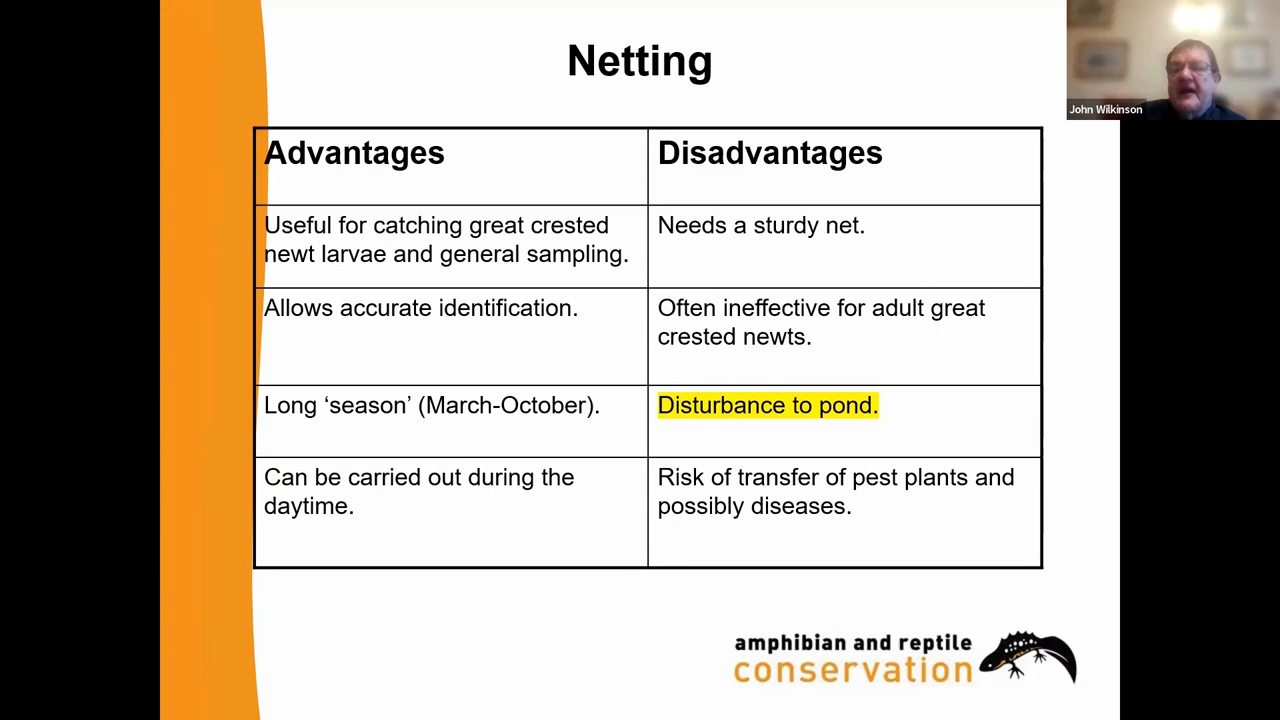 Netting
John Wilkinson
Advantages
Disadvantages
Useful for catching great crested
newt larvae and general sampling.
Needs a sturdy net.
Allows accurate identification.
Often ineffective for adult great
crested newts.
Long ‘season’ (March-October).
Disturbance to pond.
Can be carried out during the
daytime.
Risk of transfer of pest plants and
possibly diseases.
amphibian and reptile
conservation